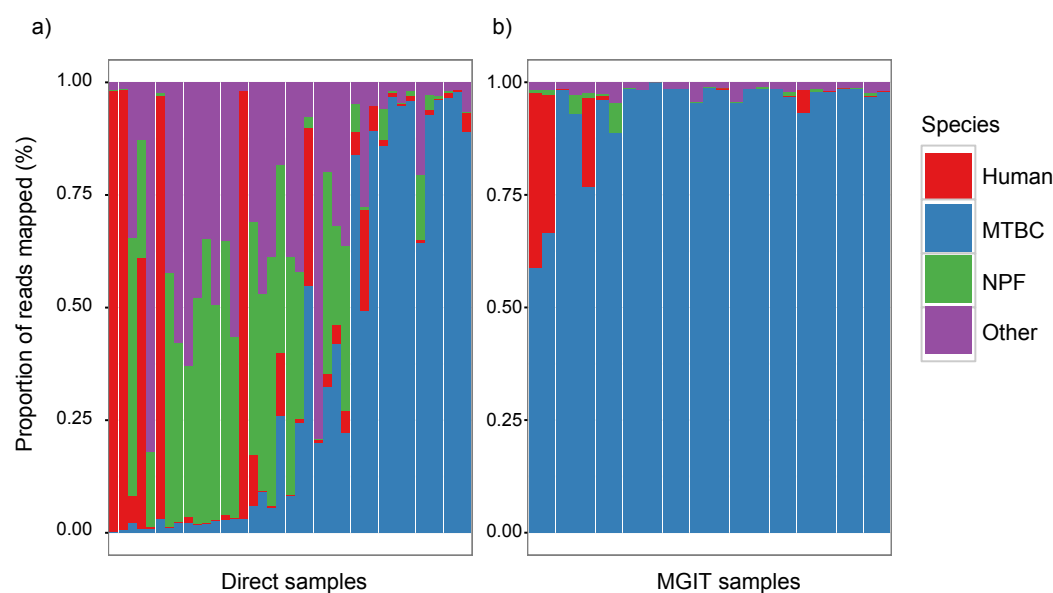 a)
b)
Proportion of reads mapped (%)
1.00
0.75
0.50
0.25
0.00
Direct samples
1.00
0.75
0.50
0.25
0.00
MGIT samples
Species
Human
MTBC
NPF
Other